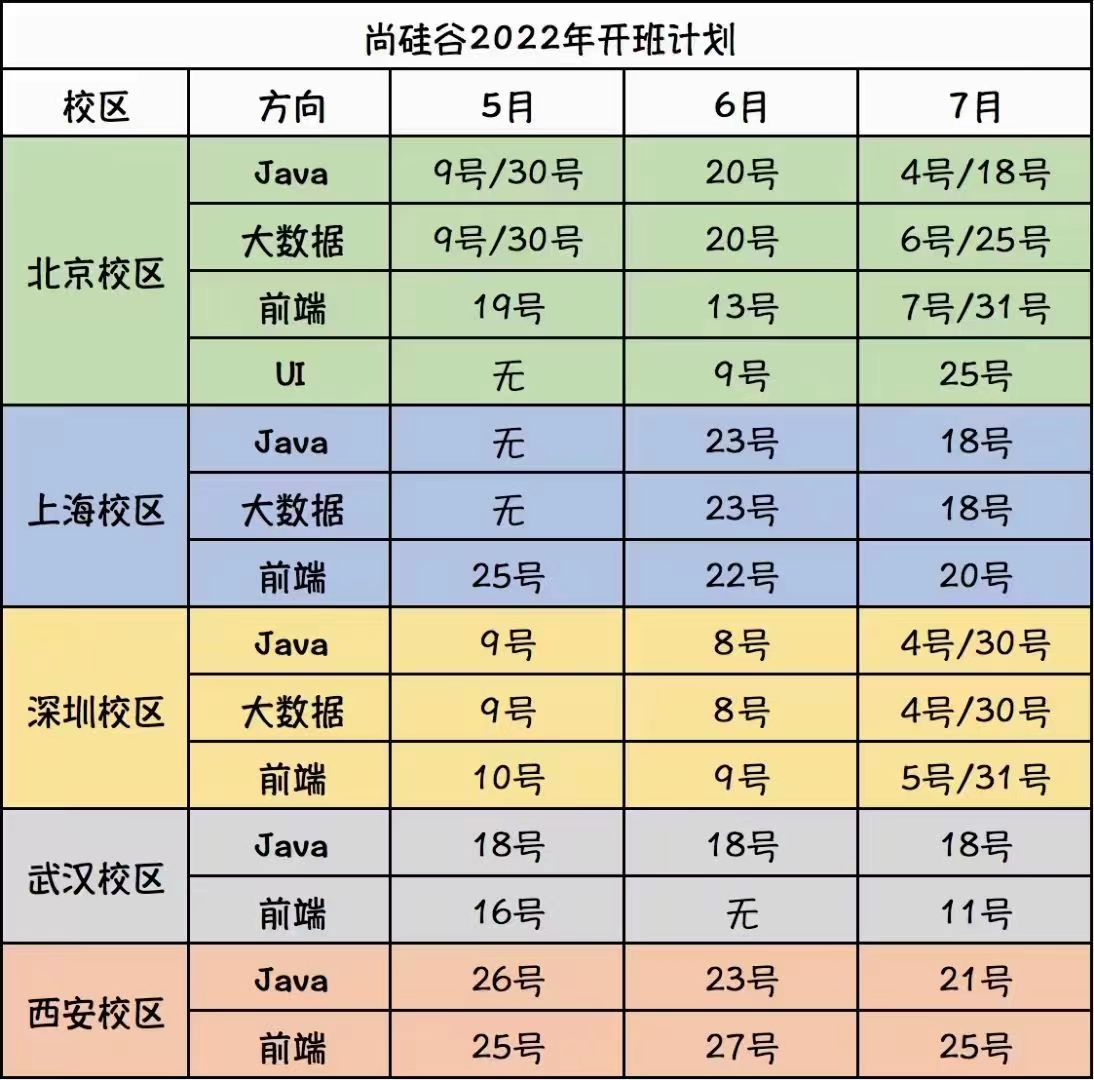 尚硅谷2022年开班计划
校区 方向 5月 6月 7月
北京校区
Java 9号/30号 20号 4号/18号
大数据 9号/30号 20号 6号/25号
前端 19号 13号 7号/31号
UI 无 9号 25号
上海校区
Java 无 23号 18号
大数据 无 23号 18号
前端 25号 22号 20号
深圳校区
Java 9号 8号 4号/30号
大数据 9号 8号 4号/30号
前端 10号 9号 5号/31号
武汉校区
Java 18号 18号 18号
前端 16号 无 11号
西安校区
Java 26号 23号 21号
前端 25号 27号 25号